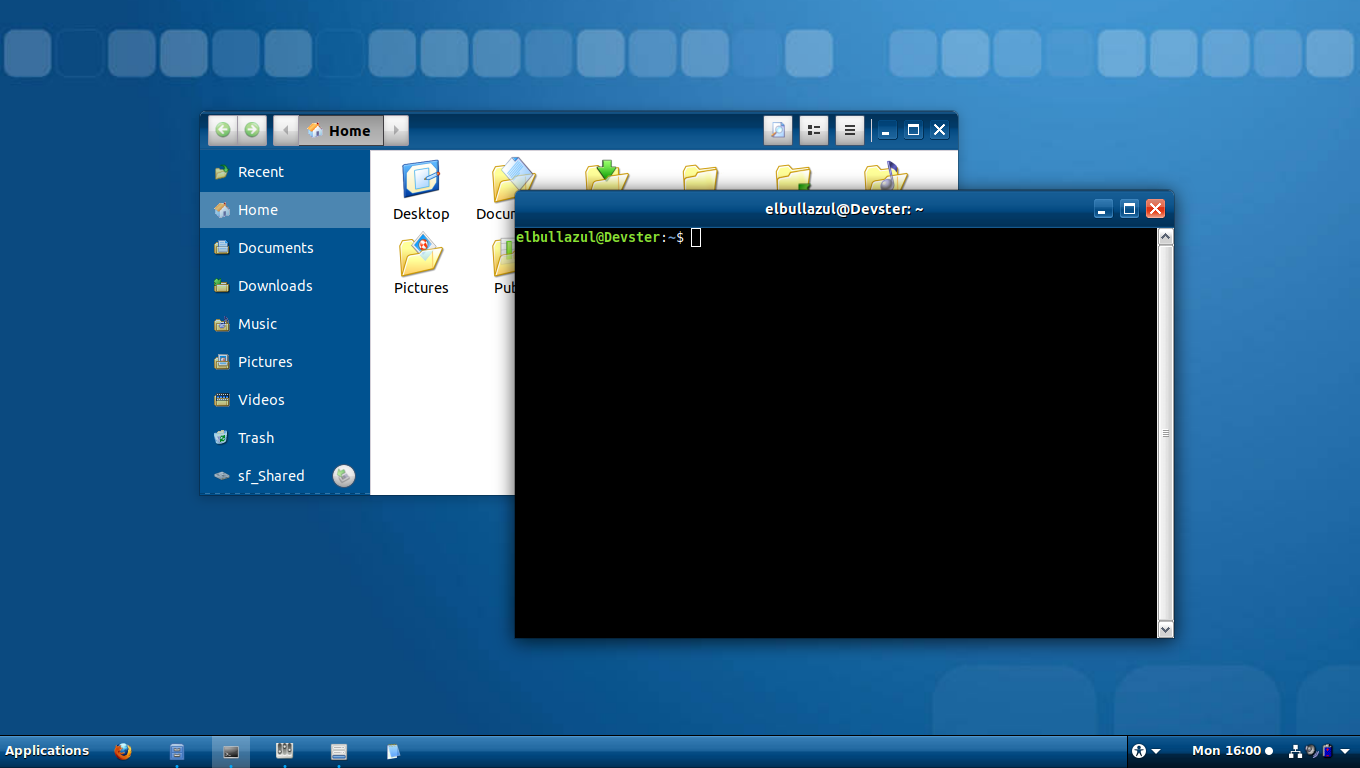 Home
Recent
Home
Documents
Downloads
Music
Pictures
Videos
Trash
sf_Shared
Desktop
Docum
Pictures
Pub
elbullazul@Devster: ~
elbullazul@Devster:~$
Applications
Mon 16:00